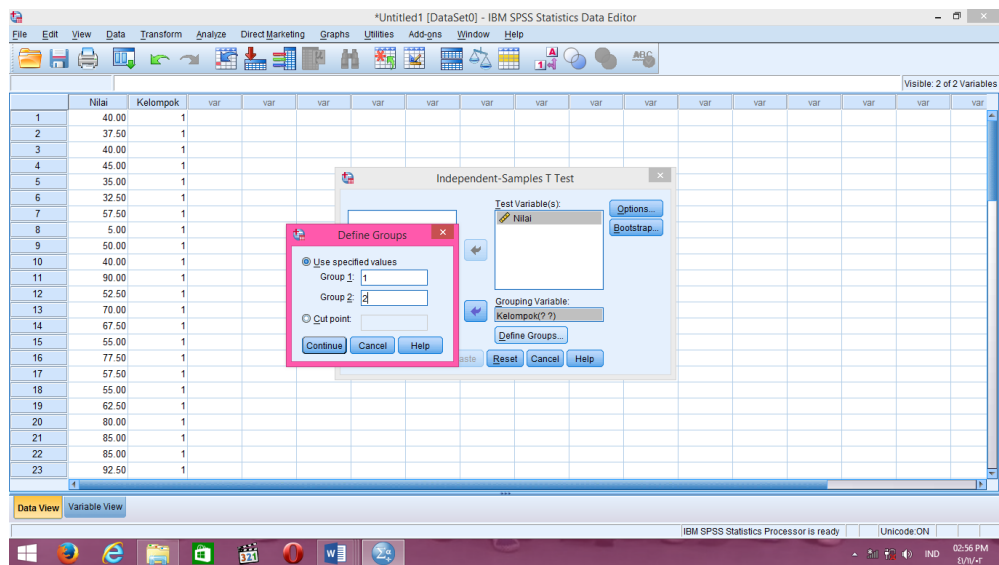 *Untitled1 [DataSet0] - IBM SPSS Statistics Data Editor
File Edit View Data Transform Analyze Direct Marketing Graphs Utilities Add-ons Window Help
Visible: 2 of 2 Variables
Nilai Kelompok var var var var var var var var var var var var var var
1 40.00 1
2 37.50 1
3 40.00 1
4 45.00 1
5 35.00 1
6 32.50 1
7 57.50 1
8 5.00 1
9 50.00 1
10 40.00 1
11 90.00 1
12 52.50 1
13 70.00 1
14 67.50 1
15 55.00 1
16 77.50 1
17 57.50 1
18 55.00 1
19 62.50 1
20 80.00 1
21 85.00 1
22 85.00 1
23 92.50 1
Independent-Samples T Test
Test Variable(s):
Nilai
Options...
Bootstrap...
Grouping Variable:
Kelompok(? ?)
Define Groups...
aste Reset Cancel Help
Define Groups
Use specified values
Group 1: 1
Group 2: 2
Cut point:
Continue Cancel Help
Data View Variable View
IBM SPSS Statistics Processor is ready Unicode:ON
321
IND
02:56 PM